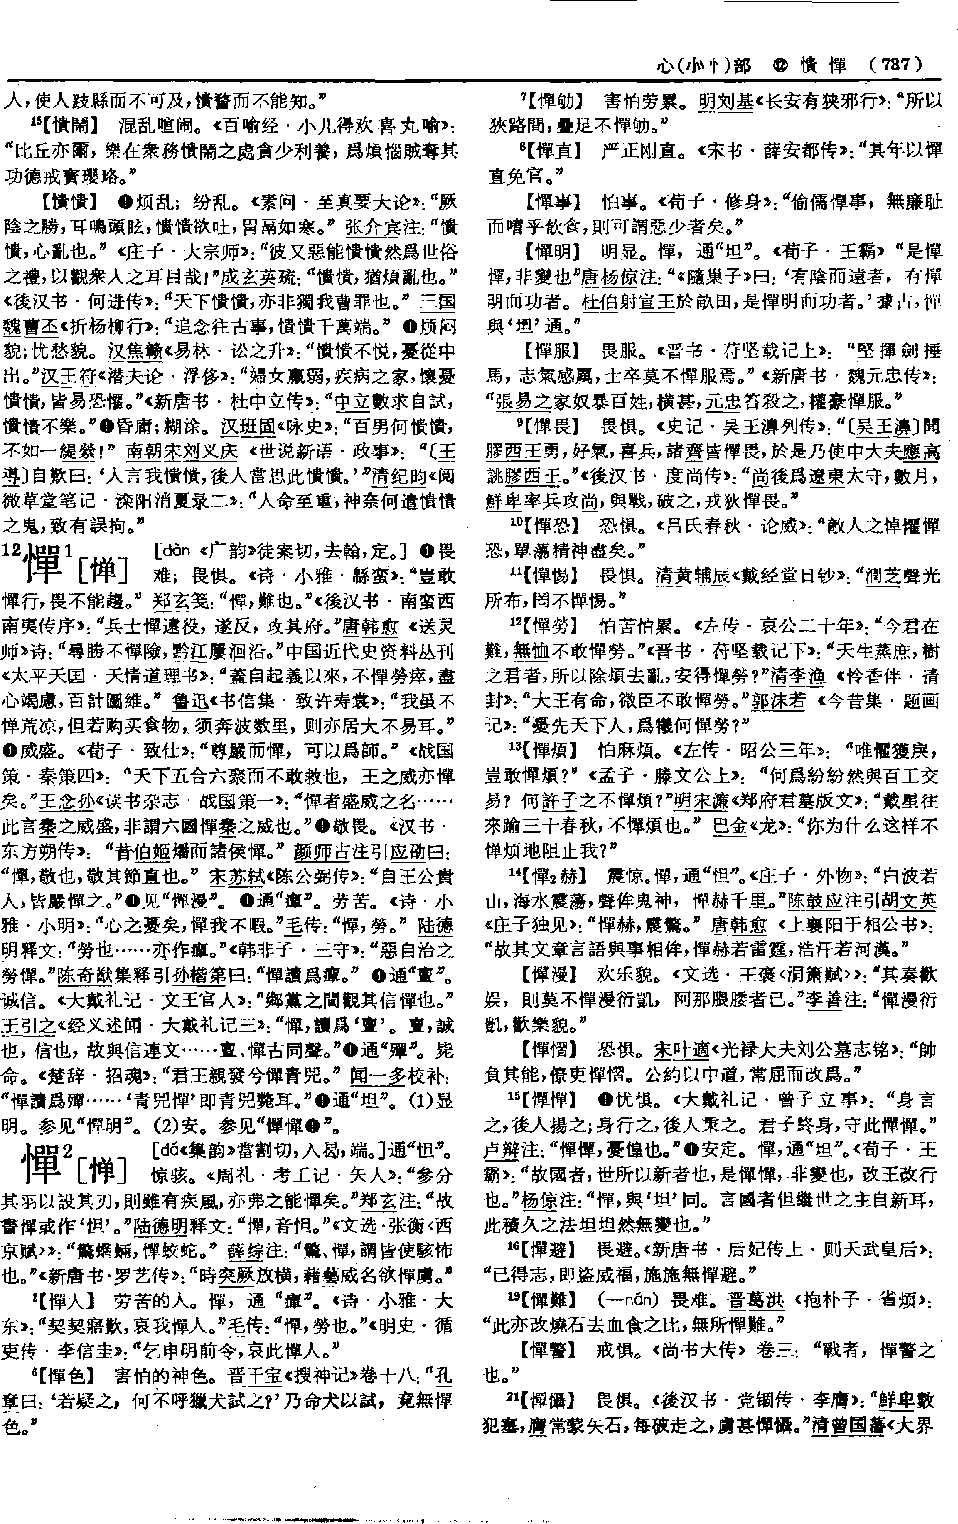 心(小忄)部 ⑫ 憒 憚 (737)
人,使人跂縣而不可及,憒瞀而不能知。”
¹⁵【憒鬧】 混乱喧闹。《百喻经·小儿得欢喜丸喻》:
“比丘亦爾,樂在衆務憒鬧之處貪少利養,爲煩惱賊奪其
功德戒寶瓔珞。”
【憒憒】 ❶烦乱;纷乱。《素问·至真要大论》:“厥
陰之勝,耳鳴頭眩,憒憒欲吐,胃鬲如寒。”张介宾注:“憒
憒,心亂也。”《庄子·大宗师》:“彼又惡能憒憒然爲世俗
之禮,以觀衆人之耳目哉!”成玄英疏:“憒憒,猶煩亂也。”
《後汉书·何进传》:“天下憒憒,亦非獨我曹罪也。”三国
魏曹丕《折杨柳行》:“追念往古事,憒憒千萬端。”❷烦闷
貌;忧愁貌。汉焦赣《易林·讼之升》:“憒憒不悦,憂從中
出。”汉王符《潜夫论·浮侈》:“婦女羸弱,疾病之家,懷憂
憒憒,皆易恐懼。”《新唐书·杜中立传》:“中立數求自試,
憒憒不樂。”❸昏庸;糊涂。汉班固《咏史》:“百男何憒憒,
不如一緹縈!”南朝宋刘义庆《世说新语·政事》:“〔王
導〕自歎曰:‘人言我憒憒,後人當思此憒憒。’”清纪昀《阅
微草堂笔记·滦阳消夏录二》:“人命至重,神奈何遣憒憒
之鬼,致有誤拘。”
12 憚¹[惮] [dàn 《广韵》徒案切,去翰,定。]❶畏
难;畏惧。《诗·小雅·緜蛮》:“豈敢
憚行,畏不能趨。”郑玄笺:“憚,難也。”《後汉书·南蛮西
南夷传序》:“兵士憚遠役,遂反,攻其府。”唐韩愈《送灵
师》诗:“尋勝不憚險,黔江屢洄沿。”中国近代史资料丛刊
《太平天囯·天情道理书》:“蓋自起義以來,不憚勞瘁,盡
心竭慮,百計圖維。”鲁迅《书信集·致许寿裳》:“我虽不
惮荒凉,但若购买食物,须奔波数里,则亦居大不易耳。”
❷威盛。《荀子·致仕》:“尊嚴而憚,可以爲師。”《战国
策·秦策四》:“天下五合六聚而不敢救也,王之威亦憚
矣。”王念孙《读书杂志·战国策一》:“憚者盛威之名……
此言秦之威盛,非謂六國憚秦之威也。”❸敬畏。《汉书·
东方朔传》:“昔伯姬燔而諸侯憚。”颜师古注引应劭曰:
“憚,敬也,敬其節直也。”宋苏轼《陈公弼传》:“自王公貴
人,皆嚴憚之。”❹见“憚漫”。❺通“癉”。劳苦。《诗·小
雅·小明》:“心之憂矣,憚我不暇。”毛传:“憚,勞。”陆德
明释文:“勞也……亦作癉。”《韩非子·三守》:“惡自治之
勞憚。”陈奇猷集释引孙楷第曰:“憚讀爲癉。”❻通“亶”。
诚信。《大戴礼记·文王官人》:“鄉黨之間觀其信憚也。”
王引之《经义述闻·大戴礼记三》:“憚,讀爲‘亶’。亶,誠
也,信也,故與信連文……亶、憚古同聲。”❼通“殫”。毙
命。《楚辞·招魂》:“君王親發兮憚青兕。”闻一多校补:
“憚讀爲殫……‘青兕憚’即青兕斃耳。”❽通“坦”。(1)显
明。参见“憚明”。(2)安。参见“憚憚❷”。
憚²[惮] [dá《集韵》當割切,入曷,端。]通“怛”。
惊骇。《周礼·考工记·矢人》:“參分
其羽以設其刃,則雖有疾風,亦弗之能憚矣。”郑玄注:“故
書憚或作‘怛’。”陆德明释文:“憚,音怛。”《文选·张衡〈西
京赋〉》:“驚蝄蜽,憚蛟蛇。”薛综注:“驚、憚,謂皆使駭怖
也。”《新唐书·罗艺传》:“時突厥放横,藉藝威名欲憚虜。”
²【憚人】 劳苦的人。憚,通“癉”。《诗·小雅·大
东》:“契契寤歎,哀我憚人。”毛传:“憚,勞也。”《明史·循
吏传·李信圭》:“乞申明前令,哀此憚人。”
⁶【憚色】 害怕的神色。晋干宝《搜神记》卷十八:“孔
章曰:‘若疑之,何不呼獵犬試之?’乃命犬以試,竟無憚
色。”
⁷【憚劬】 害怕劳累。明刘基《长安有狭邪行》:“所以
狹路間,疊足不憚劬。”
⁸【憚直】 严正刚直。《宋书·薛安都传》:“其年以憚
直免官。”
【憚事】 怕事。《荀子·修身》:“偷儒憚事,無廉耻
而嗜乎飲食,則可謂惡少者矣。”
【憚明】 明显。憚,通“坦”。《荀子·王霸》“是憚
憚,非變也”唐杨倞注:“《隨巢子》曰:‘有陰而遠者,有憚
明而功者。杜伯射宣王於畝田,是憚明而功者。’據古,憚
與‘坦’通。”
【憚服】 畏服。《晋书·苻坚载记上》:“堅揮劍捶
馬,志氣感厲,士卒莫不憚服焉。”《新唐书·魏元忠传》:
“張易之家奴暴百姓,横甚,元忠笞殺之,權豪憚服。”
⁹【憚畏】 畏惧。《史记·吴王濞列传》:“〔吴王濞〕聞
膠西王勇,好氣,喜兵,諸齊皆憚畏,於是乃使中大夫應高
誂膠西王。”《後汉书·度尚传》:“尚後爲遼東太守,數月,
鮮卑率兵攻尚,與戰,破之,戎狄憚畏。”
¹⁰【憚恐】 恐惧。《吕氏春秋·论威》:“敵人之悼懼憚
恐,單蕩精神盡矣。”
¹¹【憚惕】 畏惧。清黄辅辰《戴经堂日钞》:“澗芝聲光
所布,罔不憚惕。”
¹²【憚勞】 怕苦怕累。《左传·哀公二十年》:“今君在
難,無恤不敢憚勞。”《晋书·苻坚载记下》:“天生蒸庶,樹
之君者,所以除煩去亂,安得憚勞?”清李渔《怜香伴·请
封》:“大王有命,微臣不敢憚勞。”郭沫若《今昔集·题画
记》:“憂先天下人,爲犧何憚勞?”
¹³【憚煩】 怕麻烦。《左传·昭公三年》:“唯懼獲戾,
豈敢憚煩?”《孟子·滕文公上》:“何爲紛紛然與百工交
易?何許子之不憚煩?”明宋濂《郑府君墓版文》:“戴星往
來踰三十春秋,不憚煩也。”巴金《龙》:“你为什么这样不
惮烦地阻止我?”
¹⁴【憚₂赫】 震惊。憚,通“怛”。《庄子·外物》:“白波若
山,海水震蕩,聲侔鬼神,憚赫千里。”陈鼓应注引胡文英
《庄子独见》:“憚赫,震驚。”唐韩愈《上襄阳于相公书》:
“故其文章言語與事相侔,憚赫若雷霆,浩汗若河漢。”
【憚漫】 欢乐貌。《文选·王褒〈洞箫赋〉》:“其奏歡
娱,則莫不憚漫衍凱,阿那腲腇者已。”李善注:“憚漫衍
凱,歡樂貌。”
【憚慴】 恐惧。宋叶適《光禄大夫刘公墓志铭》:“帥
負其能,僚吏憚慴。公約以中道,常屈而改焉。”
¹⁵【憚憚】 ❶忧惧。《大戴礼记·曾子立事》:“身言
之,後人揚之;身行之,後人秉之。君子終身,守此憚憚。”
卢辩注:“憚憚,憂惶也。”❷安定。憚,通“坦”。《荀子·王
霸》:“故國者,世所以新者也,是憚憚,非變也,改王改行
也。”杨倞注:“憚,與‘坦’同。言國者但繼世之主自新耳,
此積久之法坦坦然無變也。”
¹⁶【憚避】 畏避。《新唐书·后妃传上·则天武皇后》:
“已得志,即盜威福,施施無憚避。”
¹⁹【憚難】 (—nán) 畏难。晋葛洪《抱朴子·省烦》:
“此亦改燒石去血食之比,無所憚難。”
【憚警】 戒惧。《尚书大传》卷三:“戰者,憚警之
也。”
²¹【憚懾】 畏惧。《後汉书·党锢传·李膺》:“鮮卑數
犯塞,膺常蒙矢石,每破走之,虜甚憚懾。”清曾国藩《大界